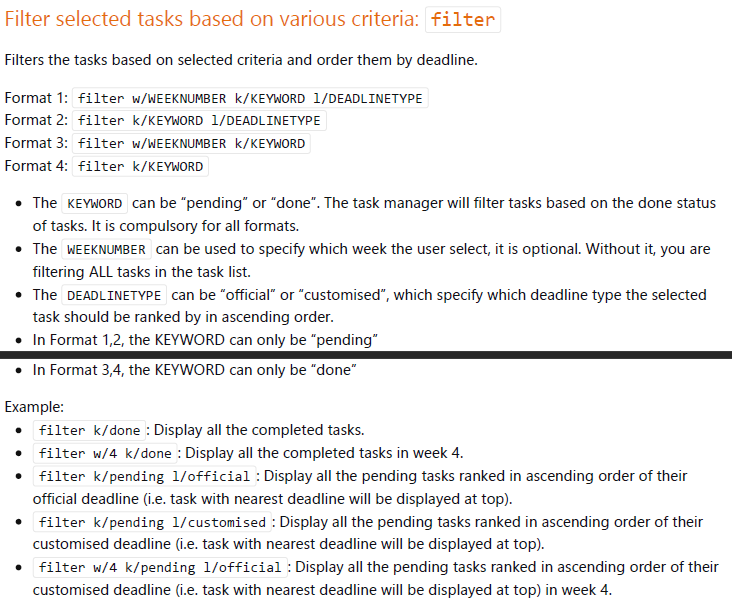 Filter selected tasks based on various criteria: filter
Filters the tasks based on selected criteria and order them by deadline.
Format 1: filter w/WEEKNUMBER k/KEYWORD l/DEADLINETYPE
Format 2: filter k/KEYWORD l/DEADLINETYPE
Format 3: filter w/WEEKNUMBER k/KEYWORD
Format 4: filter k/KEYWORD
• The KEYWORD can be “pending” or “done”. The task manager will filter tasks based on the done status
of tasks. It is compulsory for all formats.
• The WEEKNUMBER can be used to specify which week the user select, it is optional. Without it, you are
filtering ALL tasks in the task list.
• The DEADLINETYPE can be “official” or “customised”, which specify which deadline type the selected
task should be ranked by in ascending order.
• In Format 1,2, the KEYWORD can only be “pending”
• In Format 3,4, the KEYWORD can only be “done”
Example:
• filter k/done : Display all the completed tasks.
• filter w/4 k/done : Display all the completed tasks in week 4.
• filter k/pending l/official : Display all the pending tasks ranked in ascending order of their
official deadline (i.e. task with nearest deadline will be displayed at top).
• filter k/pending l/customised : Display all the pending tasks ranked in ascending order of their
customised deadline (i.e. task with nearest deadline will be displayed at top).
• filter w/4 k/pending l/official : Display all the pending tasks ranked in ascending order of their
customised deadline (i.e. task with nearest deadline will be displayed at top) in week 4.